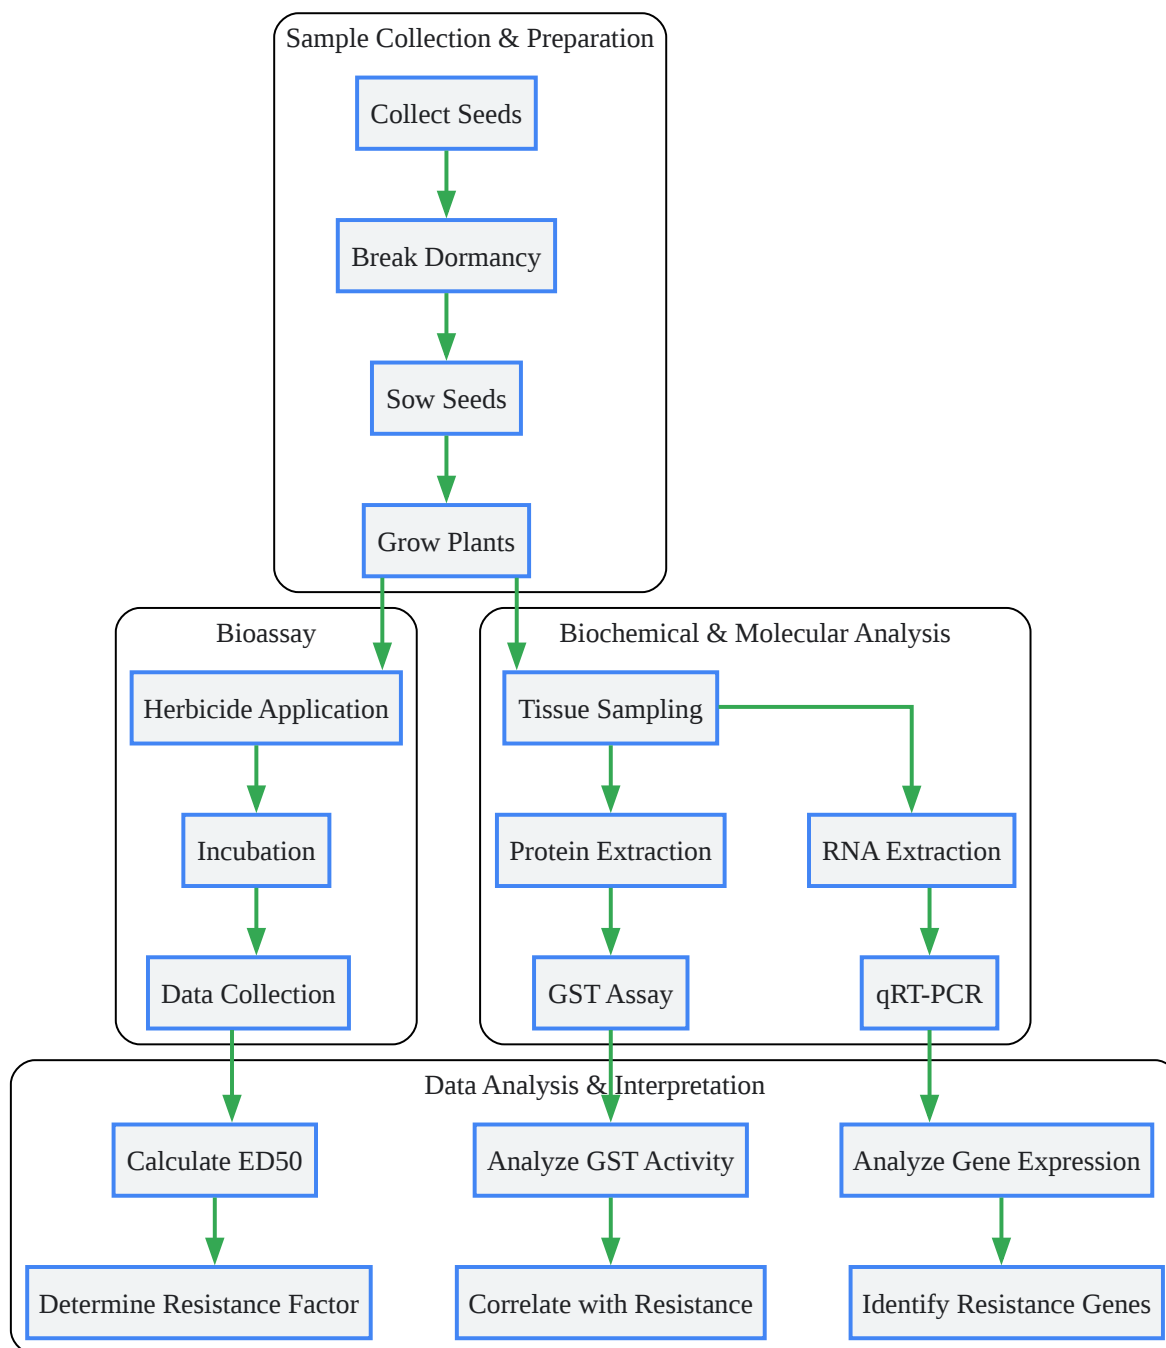 Sample Collection & Preparation
Collect Seeds
Break Dormancy
Sow Seeds
Grow Plants
Bioassay
Herbicide Application
Incubation
Data Collection
Biochemical & Molecular Analysis
Tissue Sampling
Protein Extraction
RNA Extraction
GST Assay
qRT-PCR
Data Analysis & Interpretation
Calculate ED50
Analyze GST Activity
Analyze Gene Expression
Determine Resistance Factor
Correlate with Resistance
Identify Resistance Genes